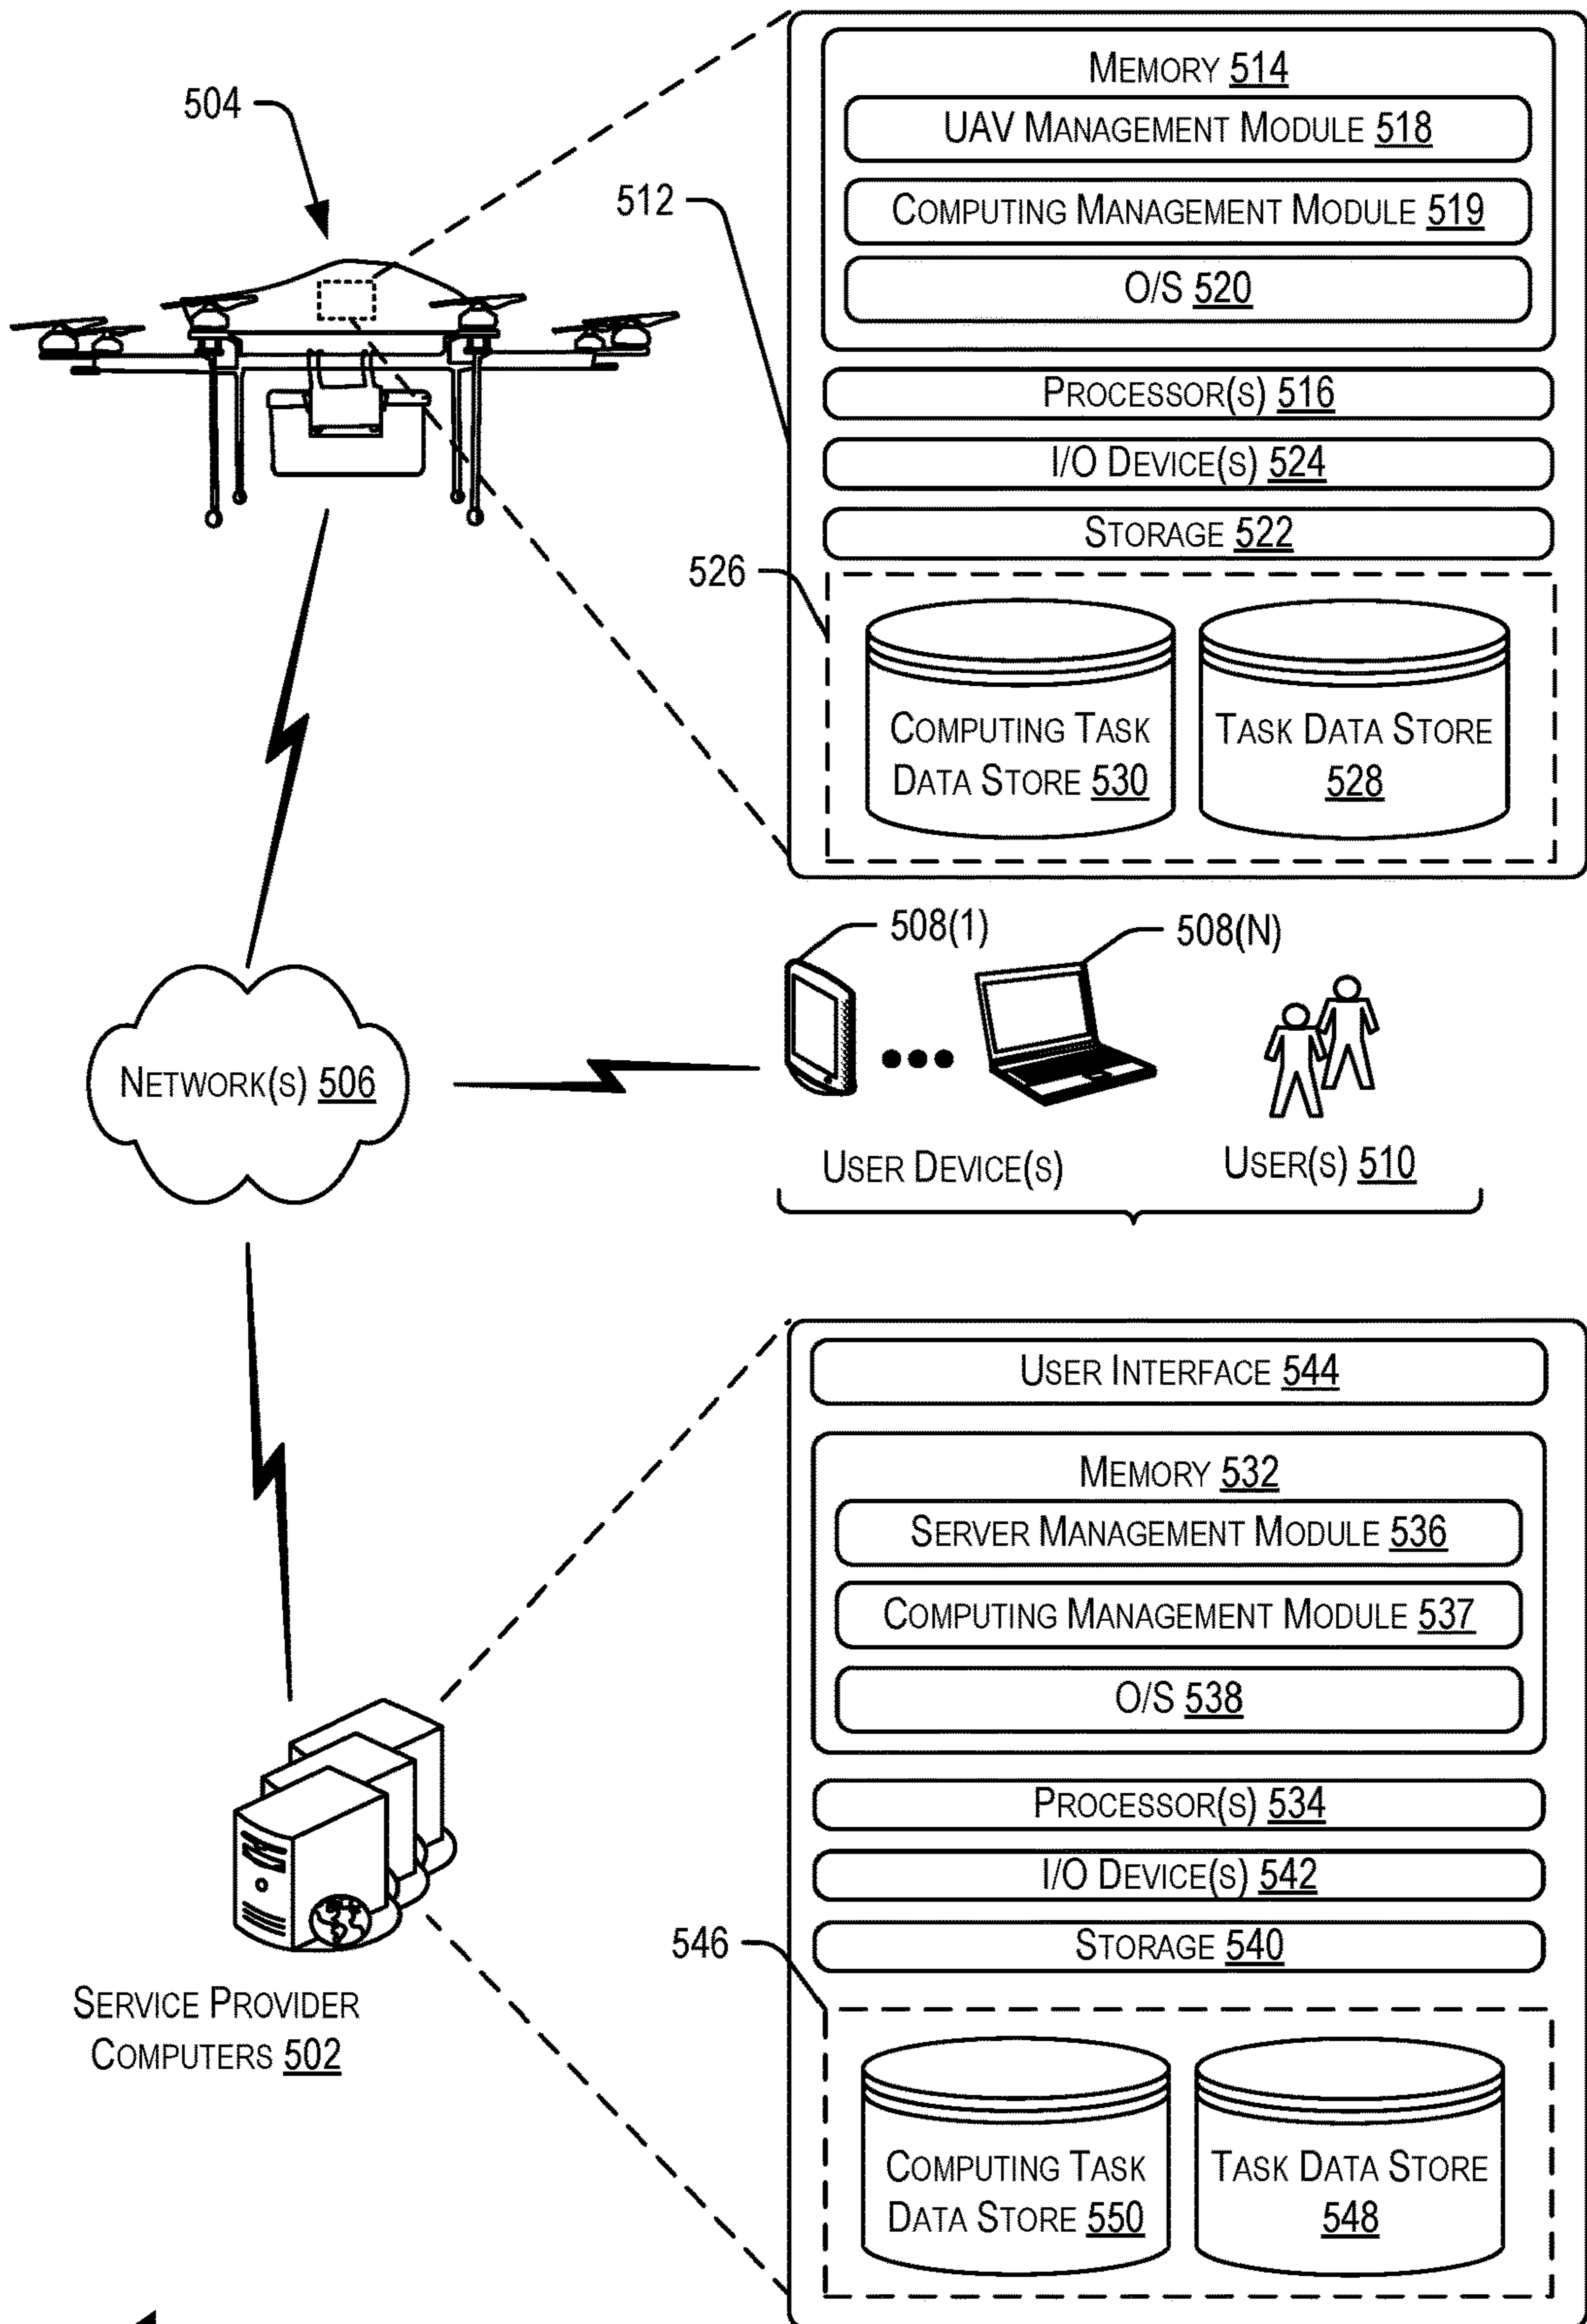 504
512
MEMORY 514
UAV MANAGEMENT MODULE 518
COMPUTING MANAGEMENT MODULE 519
O/S 520
PROCESSOR(S) 516
I/O DEVICE(S) 524
STORAGE 522
526
COMPUTING TASK
DATA STORE 530
TASK DATA STORE
528
508(1)
508(N)
NETWORK(S) 506
USER DEVICE(S)
USER(S) 510
USER INTERFACE 544
MEMORY 532
SERVER MANAGEMENT MODULE 536
COMPUTING MANAGEMENT MODULE 537
O/S 538
PROCESSOR(S) 534
I/O DEVICE(S) 542
STORAGE 540
546
SERVICE PROVIDER
COMPUTERS 502
COMPUTING TASK
DATA STORE 550
TASK DATA STORE
548